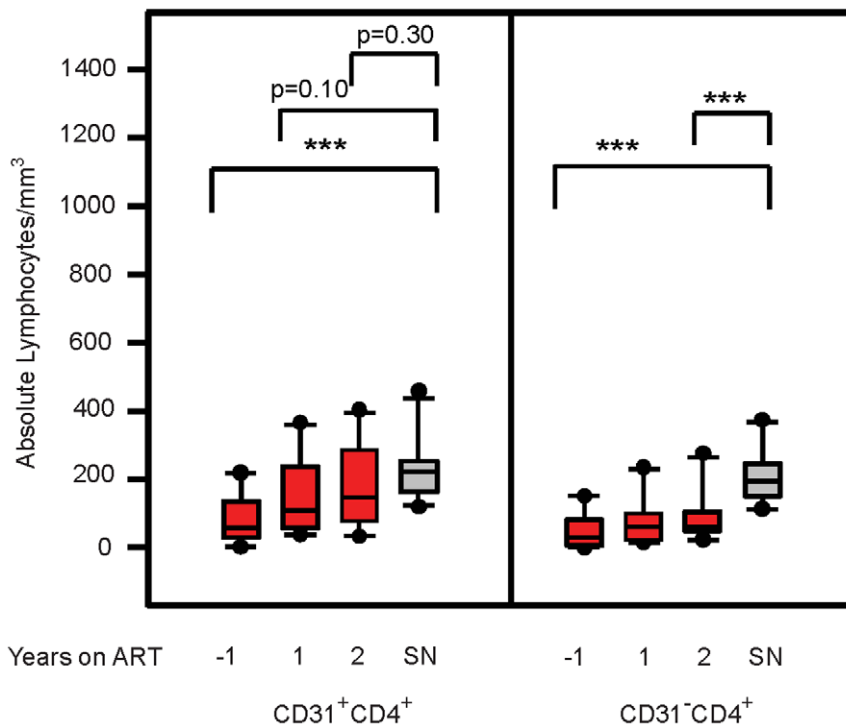 p=0.30
1400
p=0.10
***
1200
***
***
1000
800
600
400
200
0
Absolute Lymphocytes/mm³
Years on ART -1 1 2 SN -1 1 2 SN
CD31⁺CD4⁺ CD31⁻CD4⁺